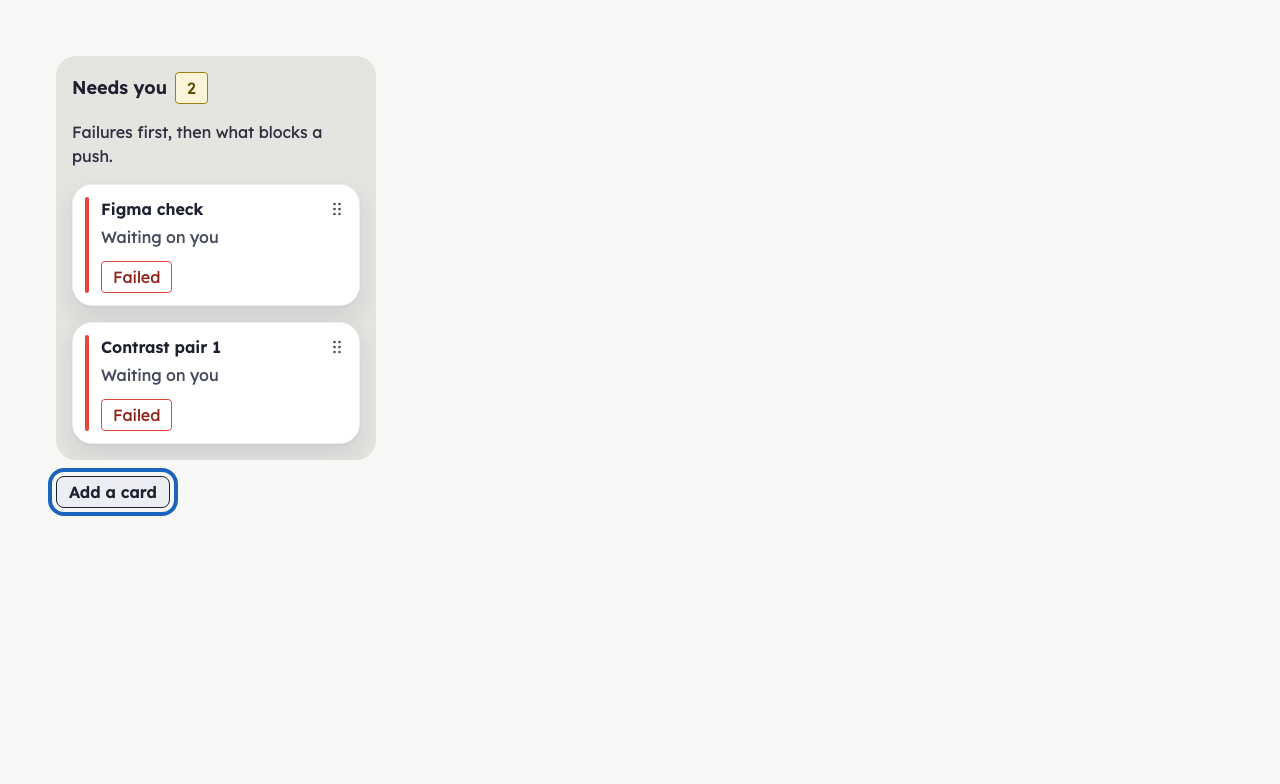 Needs you 2
Failures first, then what blocks a
push.
Figma check
Waiting on you
Failed
Contrast pair 1
Waiting on you
Failed
Add a card